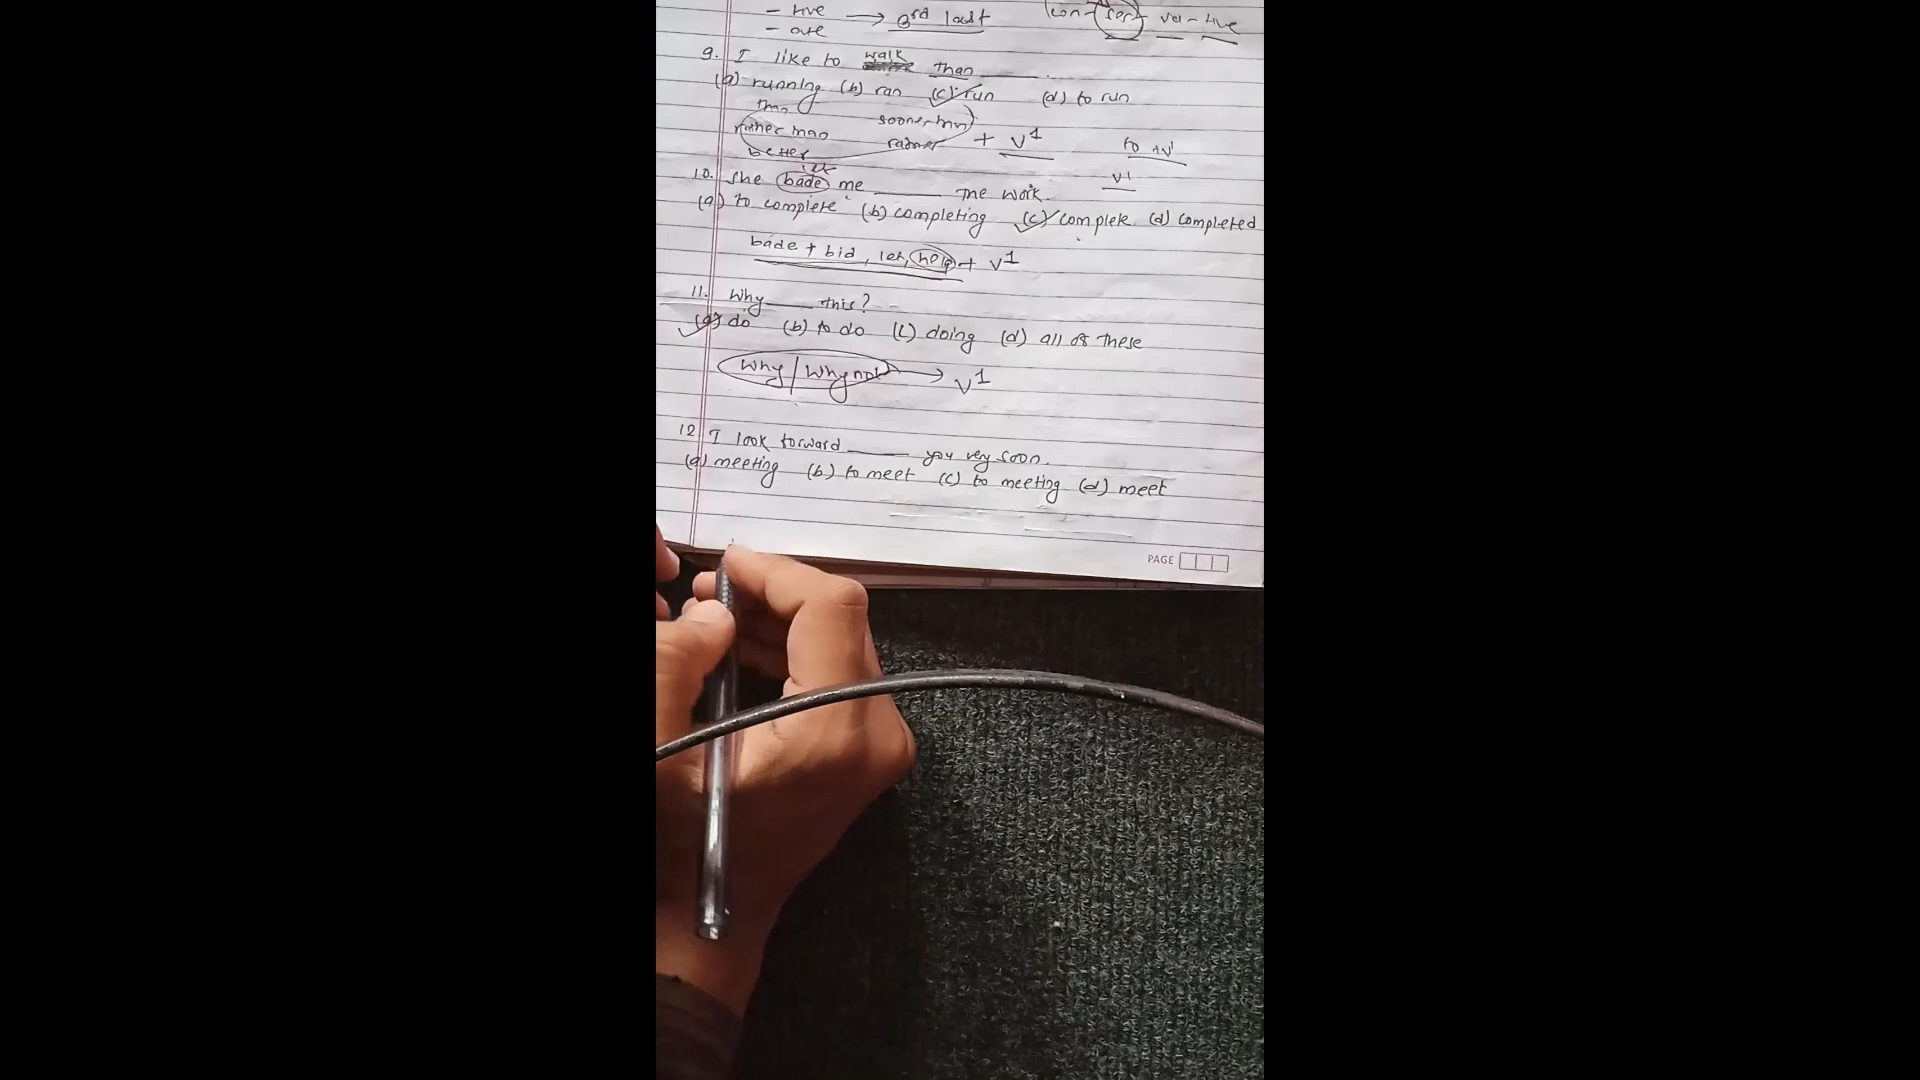 - tive → 3rd last
con-ser-va-tive
- ate
9. I like to walk than ____.
(a) running (b) ran (c) run (d) to run
than
rather than sooner than
better rather + V1
to +V1
V1
10. She bade me ____ the work.
(a) to complete (b) completing (c) complete (d) completed
bade + bid, let, help + V1
11. Why ____ this?
(a) do (b) to do (c) doing (d) all of these
Why / Why not → V1
12 I look forward ____ you very soon.
(a) meeting (b) to meet (c) to meeting (d) meet
PAGE